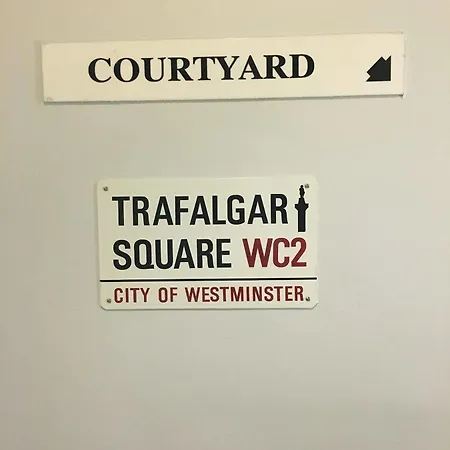 COURTYARD
TRAFALGAR
SQUARE WC2
CITY OF WESTMINSTER